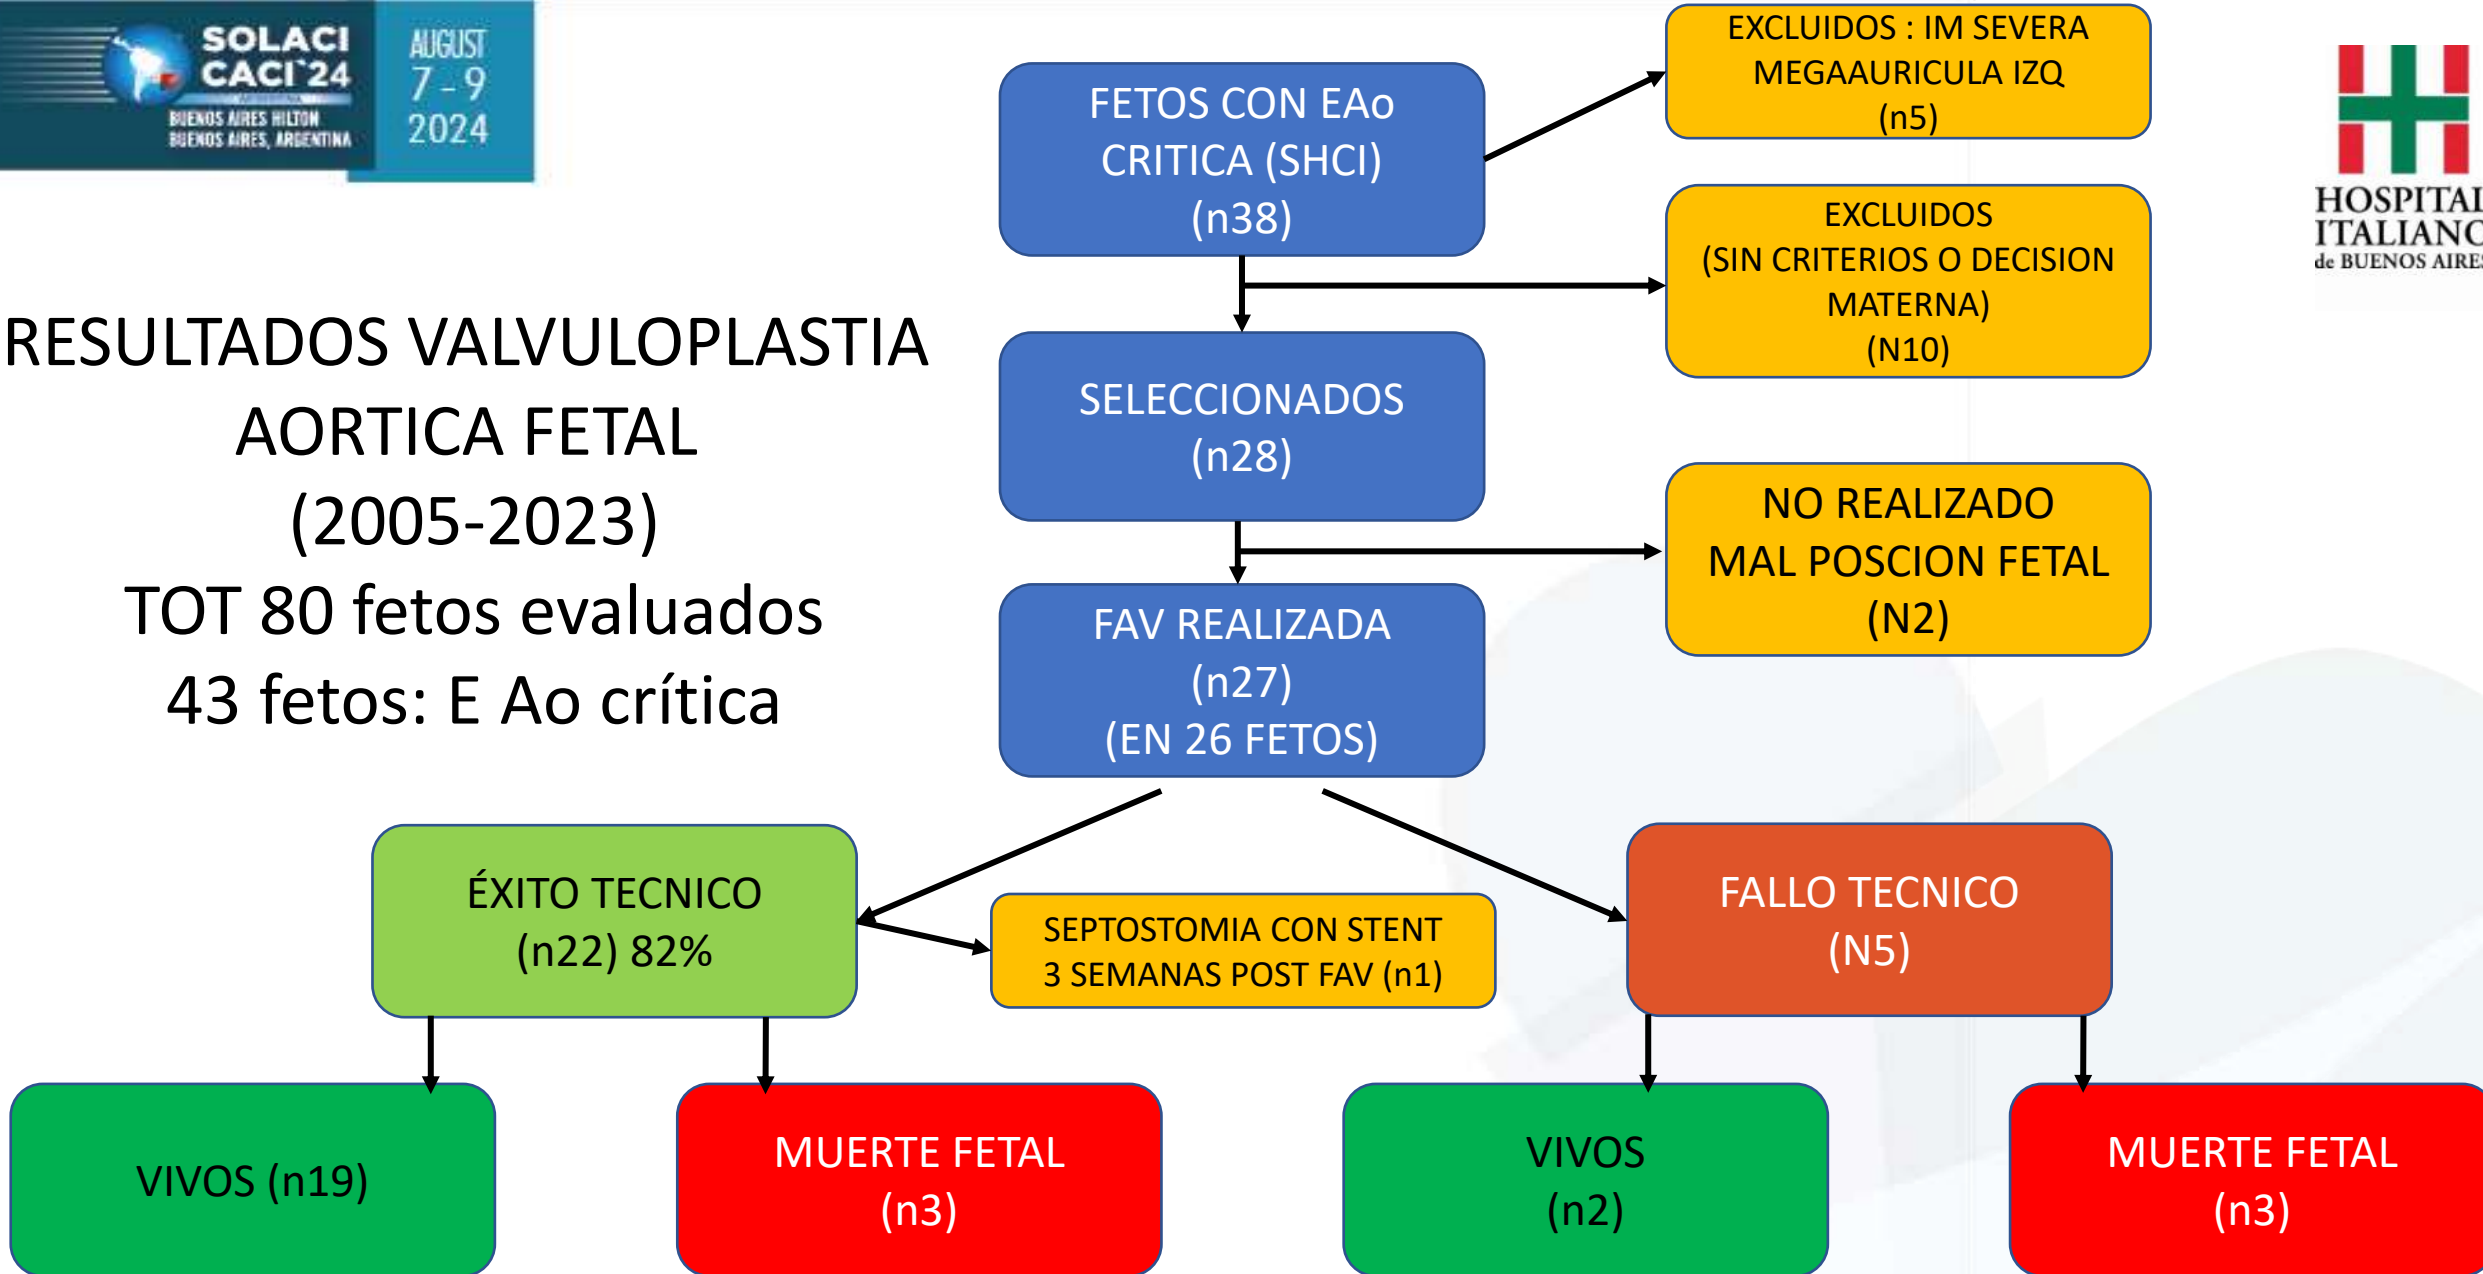 SOLACI
CACI`24
ARGENTINA
BUENOS AIRES HILTON
BUENOS AIRES, ARGENTINA
AUGUST
7 - 9
2024
HOSPITAL
ITALIANO
de BUENOS AIRES
RESULTADOS VALVULOPLASTIA
AORTICA FETAL
(2005-2023)
TOT 80 fetos evaluados
43 fetos: E Ao crítica
FETOS CON EAo
CRITICA (SHCI)
(n38)
EXCLUIDOS : IM SEVERA
MEGAAURICULA IZQ
(n5)
EXCLUIDOS
(SIN CRITERIOS O DECISION
MATERNA)
(N10)
SELECCIONADOS
(n28)
NO REALIZADO
MAL POSCION FETAL
(N2)
FAV REALIZADA
(n27)
(EN 26 FETOS)
ÉXITO TECNICO
(n22) 82%
SEPTOSTOMIA CON STENT
3 SEMANAS POST FAV (n1)
FALLO TECNICO
(N5)
VIVOS (n19)
MUERTE FETAL
(n3)
VIVOS
(n2)
MUERTE FETAL
(n3)